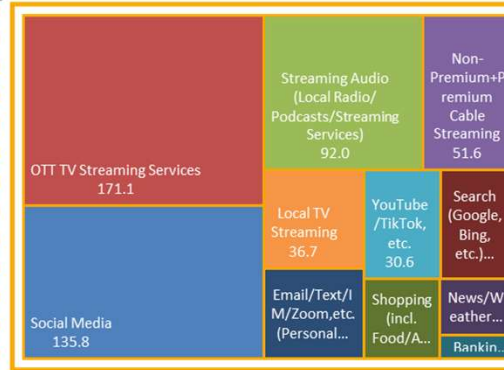 OTT TV Streaming Services
171.1
Social Media
135.8
Streaming Audio
(Local Radio/
Podcasts/Streaming
Services)
92.0
Non-
Premium+P
remium
Cable
Streaming
51.6
Local TV
Streaming
36.7
YouTube
/TikTok,
etc.
30.6
Search
(Google,
Bing,
etc.)...
Email/Text/I
M/Zoom,etc.
(Personal...
Shopping
(incl.
Food/A...
News/W
eather...
Bankin...